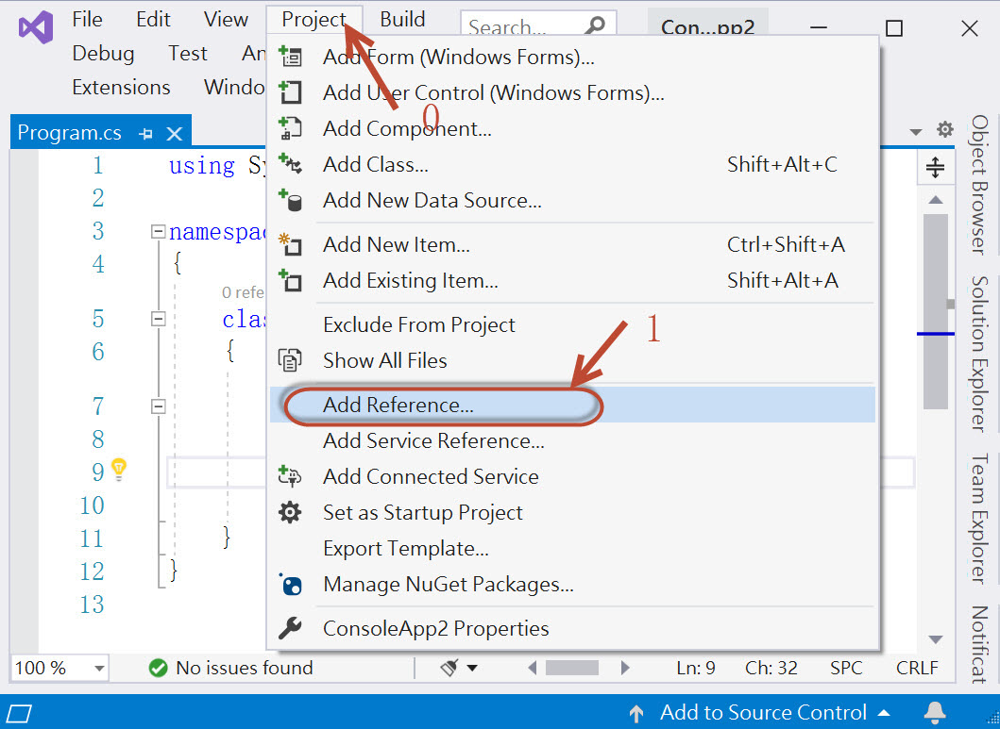 File Edit View Project Build Search... Con...pp2
Debug Test An
Extensions Windo
Program.cs
Add Form (Windows Forms)...
Add User Control (Windows Forms)...
0
Add Component...
Add Class... Shift+Alt+C
Add New Data Source...
Add New Item... Ctrl+Shift+A
Add Existing Item... Shift+Alt+A
Exclude From Project
1
Show All Files
Add Reference...
Add Service Reference...
Add Connected Service
Set as Startup Project
Export Template...
Manage NuGet Packages...
ConsoleApp2 Properties
1 using Sy
2
3 namespac
4 {
0 refe
5 clas
6 {
7
8
9
10
11 }
12 }
13
Object Browser
Solution Explorer
Team Explorer
Notificat
100 % No issues found Ln: 9 Ch: 32 SPC CRLF
Add to Source Control